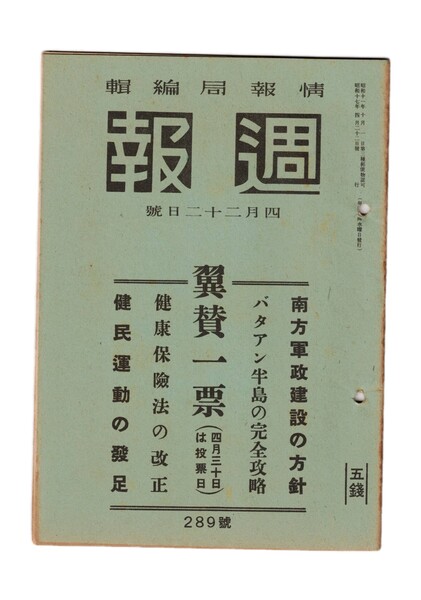 情報局編輯
週報
四月二十二日號
南方軍政建設の方針
バタアン半島の完全攻略
翼賛一票
(四月三十日は投票日)
健康保險法の改正
健民運動の發足
五錢
289號